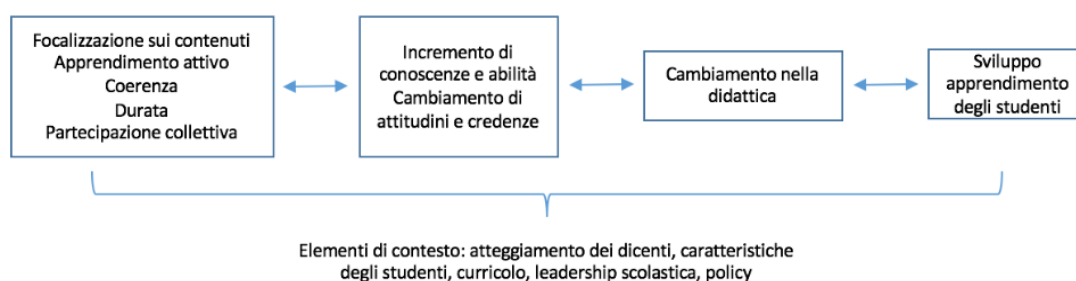 Focalizzazione sui contenuti
Apprendimento attivo
Coerenza
Durata
Partecipazione collettiva
Incremento di
conoscenze e abilità
Cambiamento di
attitudini e credenze
Cambiamento nella
didattica
Sviluppo
apprendimento
degli studenti
Elementi di contesto: atteggiamento dei dicenti, caratteristiche
degli studenti, curricolo, leadership scolastica, policy